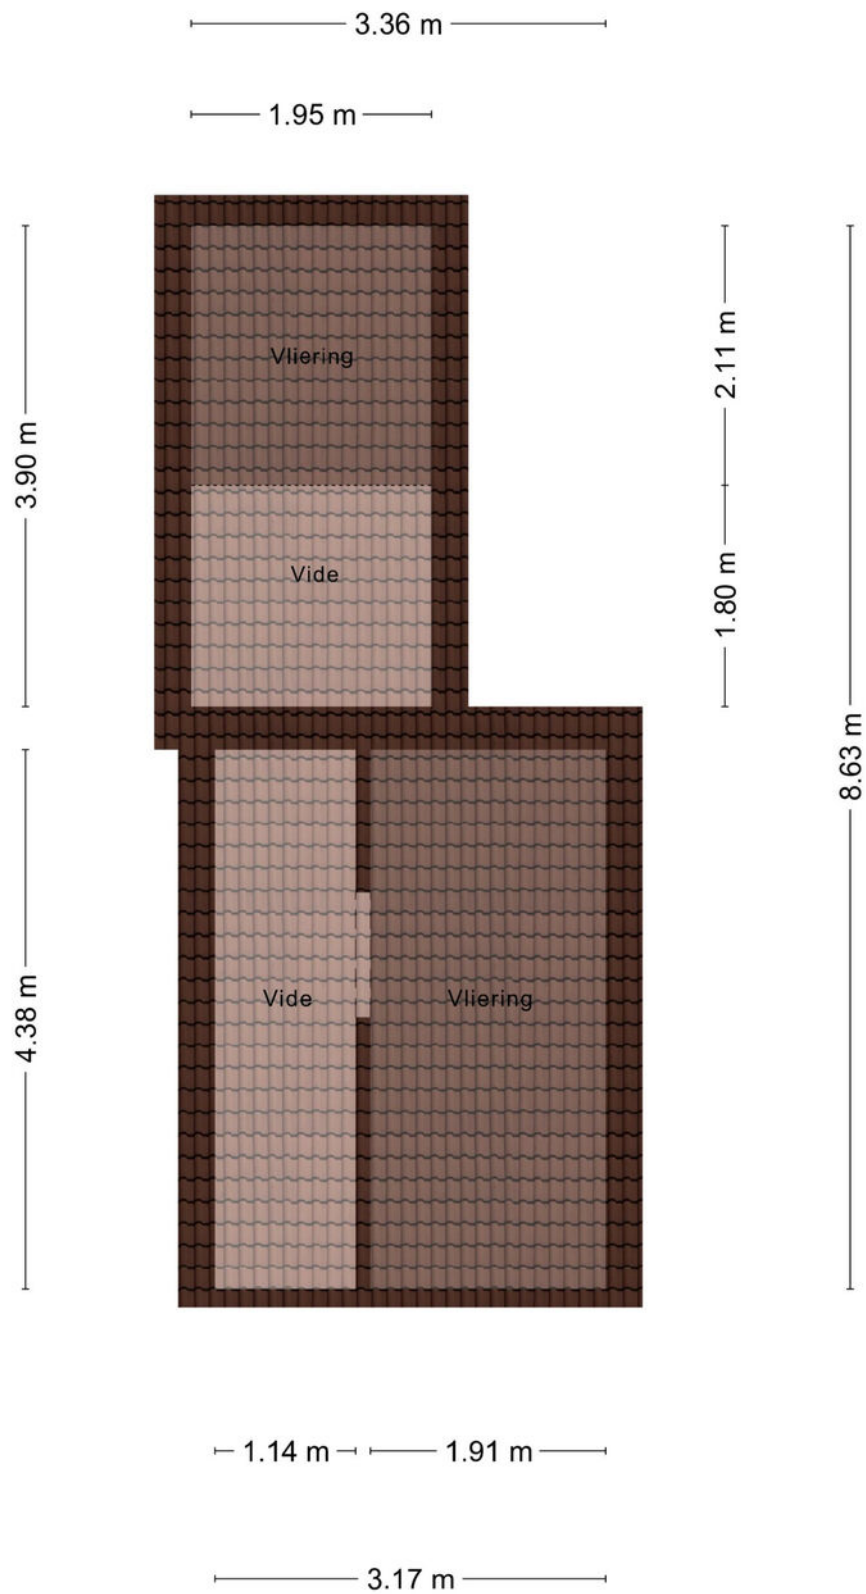 3.36 m
1.95 m
Vliering
2.11 m
3.90 m
Vide
1.80 m
8.63 m
4.38 m
Vide
Vliering
1.14 m
1.91 m
3.17 m